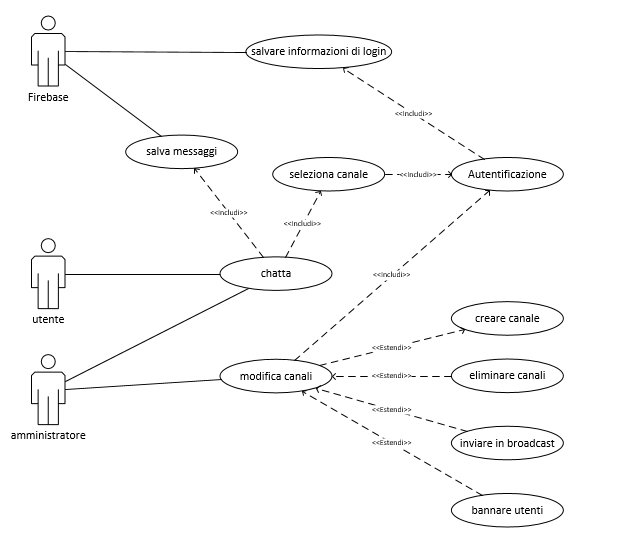 salvare informazioni di login
Firebase
<<Includi>>
salva messaggi
seleziona canale
<<Includi>>
Autentificazione
<<Includi>>
<<Includi>>
chatta
<<Includi>>
utente
creare canale
<<Estendi>>
modifica canali
<<Estendi>>
eliminare canali
<<Estendi>>
amministratore
<<Estendi>>
inviare in broadcast
bannare utenti